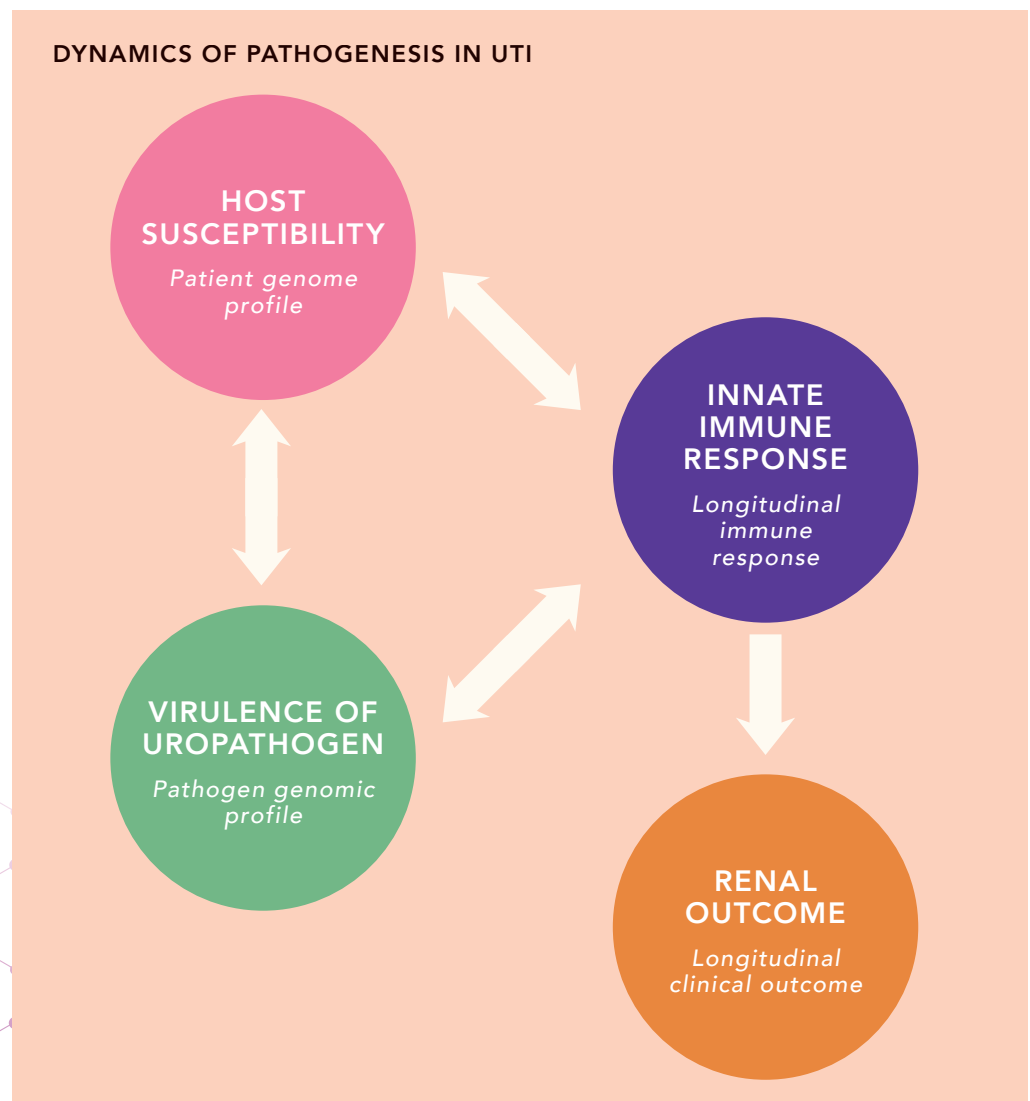 DYNAMICS OF PATHOGENESIS IN UTI
HOST
SUSCEPTIBILITY
Patient genome
profile
INNATE
IMMUNE
RESPONSE
Longitudinal
immune
response
VIRULENCE OF
UROPATHOGEN
Pathogen genomic
profile
RENAL
OUTCOME
Longitudinal
clinical outcome